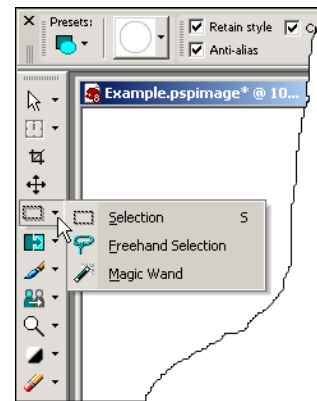 Presets:
Retain style
Anti-alias
Example.pspimage* @ 10...
Selection S
Freehand Selection
Magic Wand